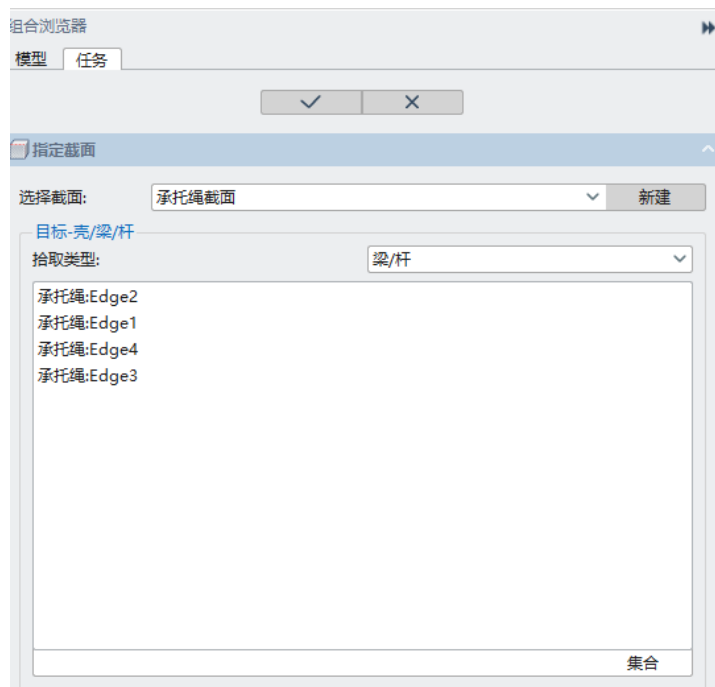 组合浏览器
模型 任务
指定截面
选择截面: 承托绳截面 新建
目标-壳/梁/杆
拾取类型: 梁/杆
承托绳:Edge2
承托绳:Edge1
承托绳:Edge4
承托绳:Edge3
集合